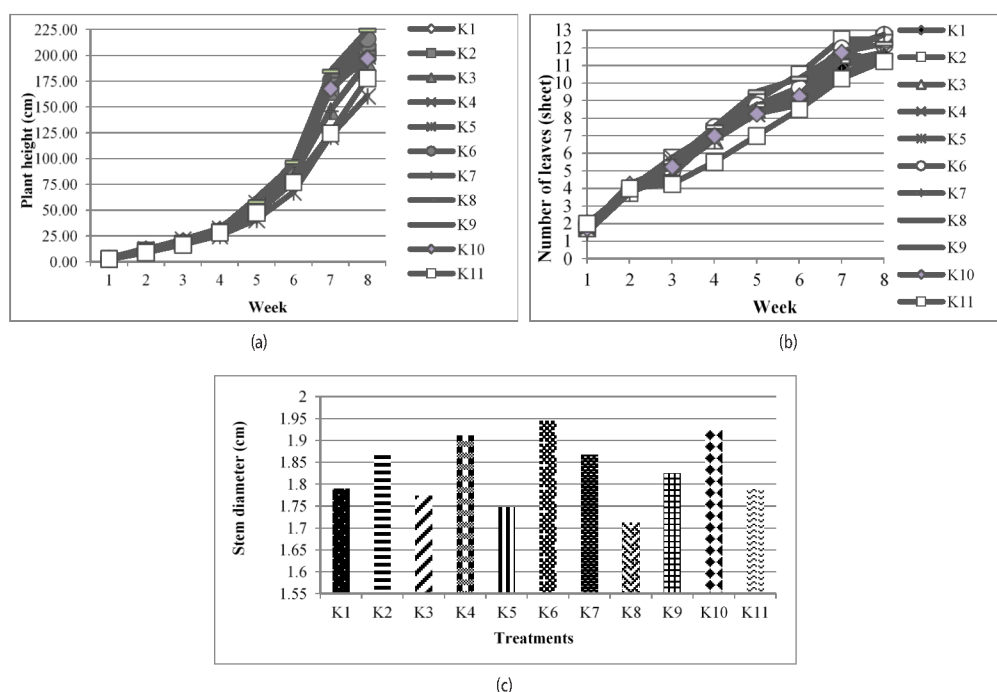 225.00
200.00
175.00
150.00
125.00
100.00
75.00
50.00
25.00
0.00
Plant height (cm)
1 2 3 4 5 6 7 8
Week
K1
K2
K3
K4
K5
K6
K7
K8
K9
K10
K11
(a)
13
12
11
10
9
8
7
6
5
4
3
2
1
0
Number of leaves (sheet)
1 2 3 4 5 6 7 8
Week
K1
K2
K3
K4
K5
K6
K7
K8
K9
K10
K11
(b)
2
1.95
1.9
1.85
1.8
1.75
1.7
1.65
1.6
1.55
Stem diameter (cm)
K1 K2 K3 K4 K5 K6 K7 K8 K9 K10 K11
Treatments
(c)